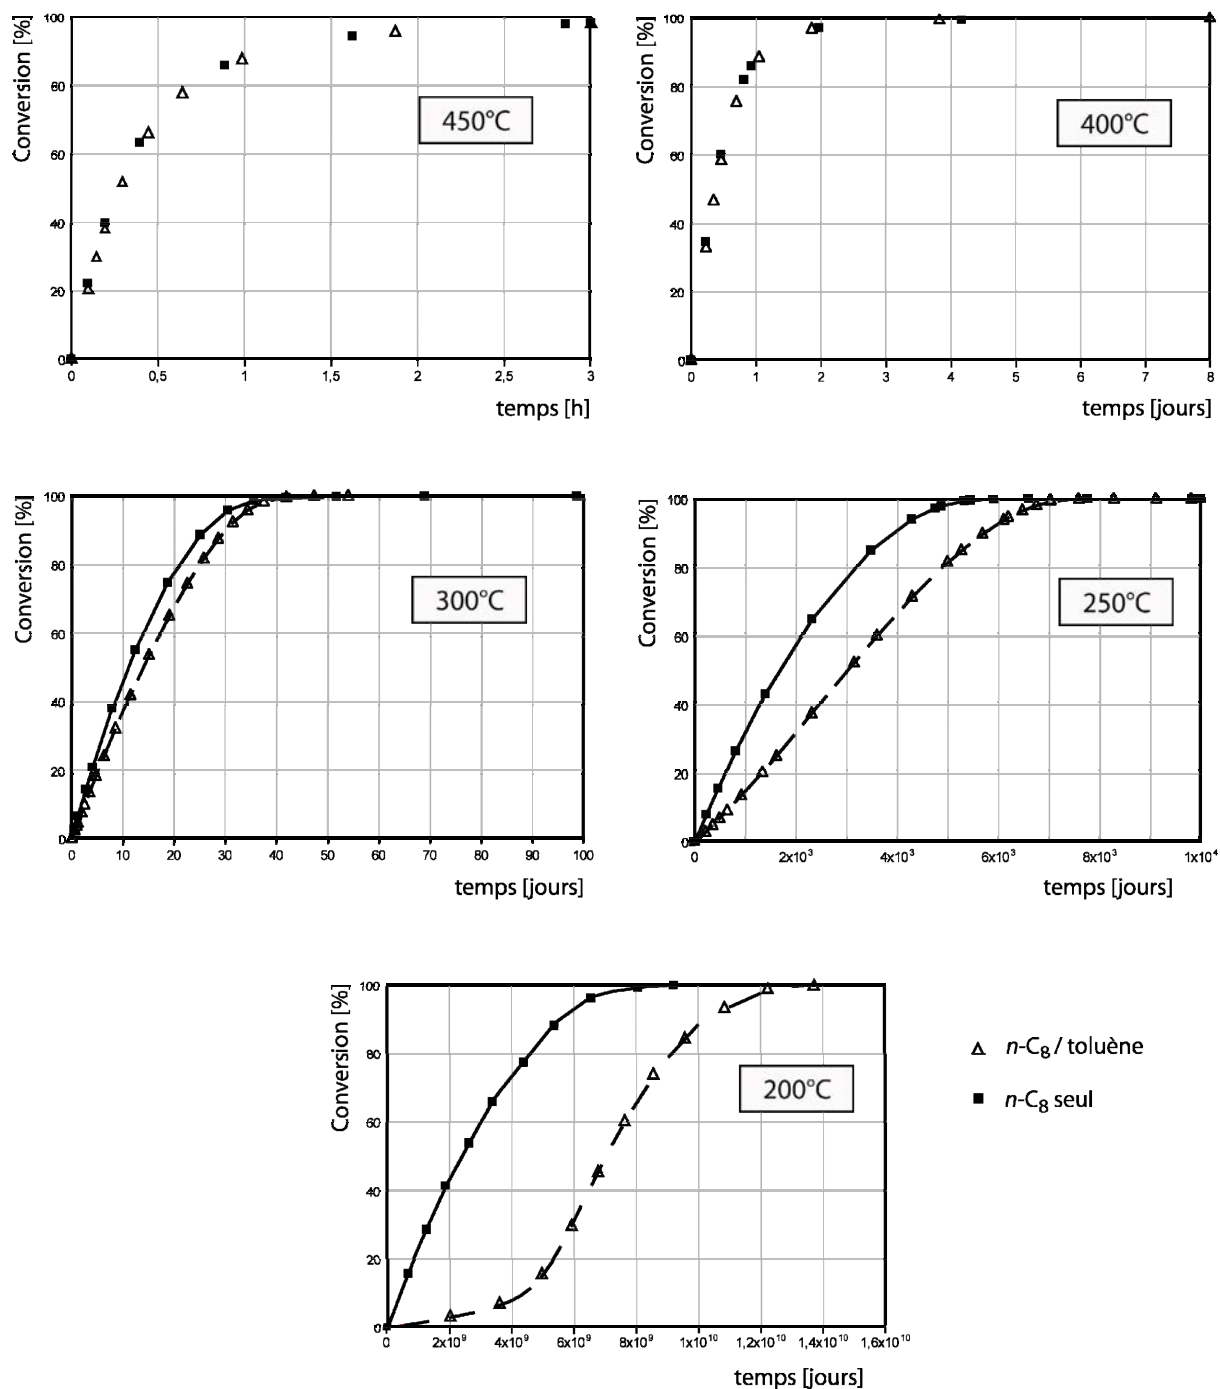 Conversion [%]
100
80
60
40
20
0
450°C
0 0,5 1 1,5 2 2,5 3
temps [h]
Conversion [%]
100
80
60
40
20
0
400°C
0 1 2 3 4 5 6 7 8
temps [jours]
Conversion [%]
100
80
60
40
20
0
300°C
0 10 20 30 40 50 60 70 80 90 100
temps [jours]
Conversion [%]
100
80
60
40
20
0
250°C
0 2x10³ 4x10³ 6x10³ 8x10³ 1x10⁴
temps [jours]
Conversion [%]
100
80
60
40
20
0
200°C
0 2x10⁹ 4x10⁹ 6x10⁹ 8x10⁹ 1x10¹⁰ 1,2x10¹⁰ 1,4x10¹⁰ 1,6x10¹⁰
temps [jours]
n-C₈ / toluène
n-C₈ seul